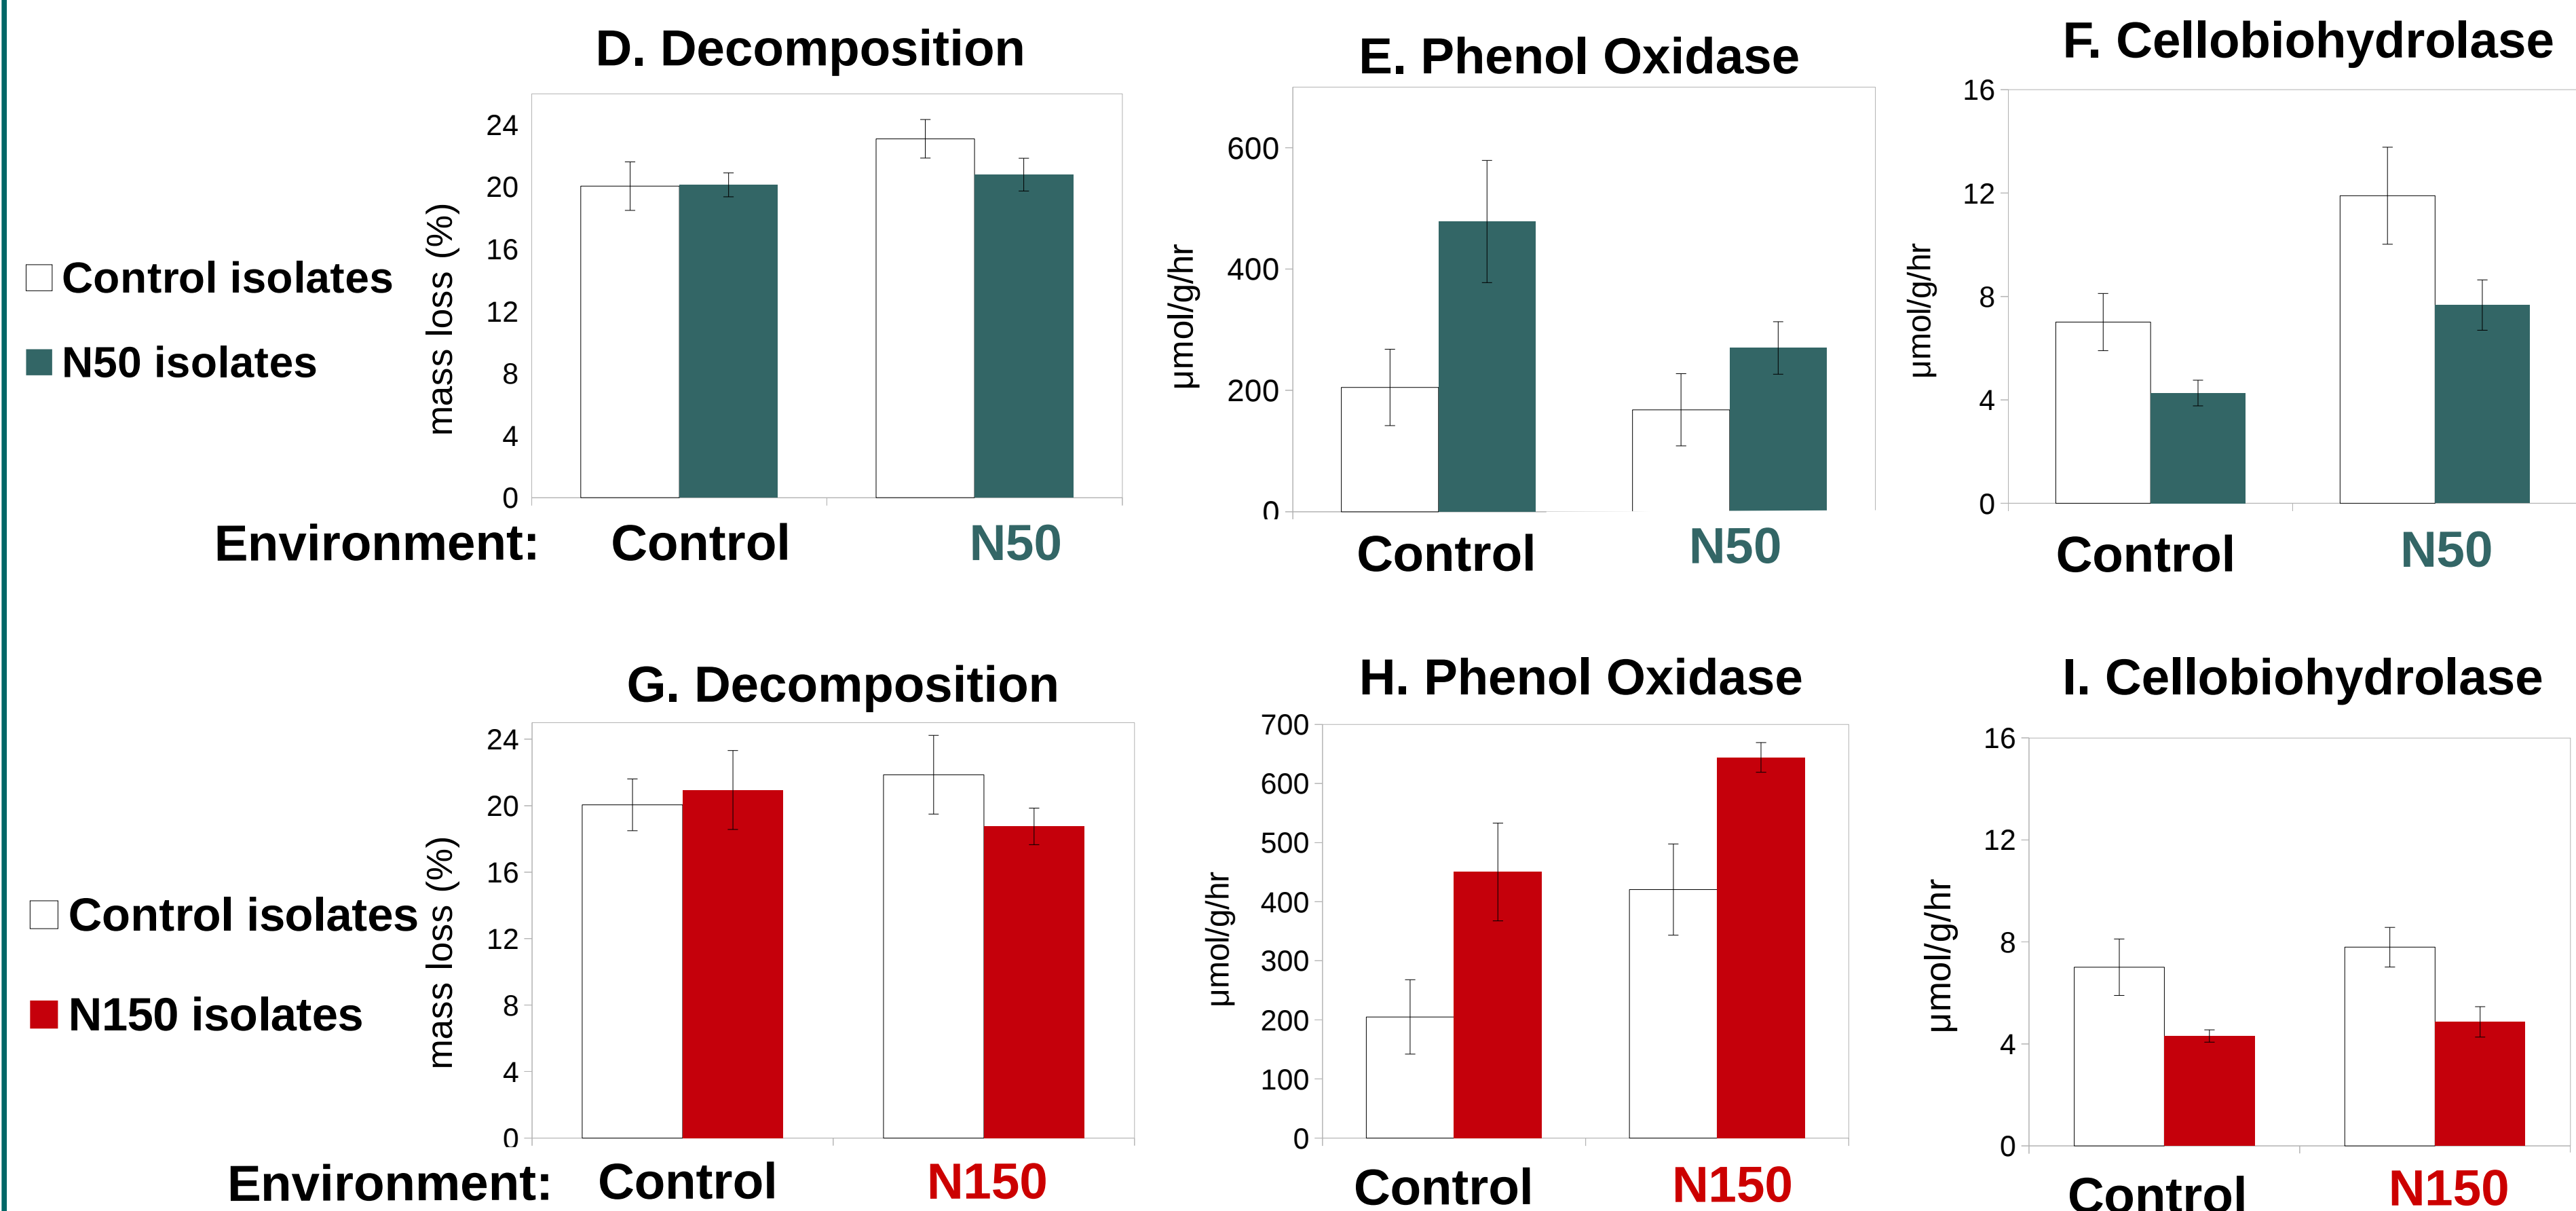 D. Decomposition
E. Phenol Oxidase
F. Cellobiohydrolase
Control isolates
N50 isolates
mass loss (%)
24
20
16
12
8
4
0
µmol/g/hr
600
400
200
0
µmol/g/hr
16
12
8
4
0
Environment: Control N50
Control N50
Control N50
G. Decomposition
H. Phenol Oxidase
I. Cellobiohydrolase
Control isolates
N150 isolates
mass loss (%)
24
20
16
12
8
4
0
µmol/g/hr
700
600
500
400
300
200
100
0
µmol/g/hr
16
12
8
4
0
Environment: Control N150
Control N150
Control N150